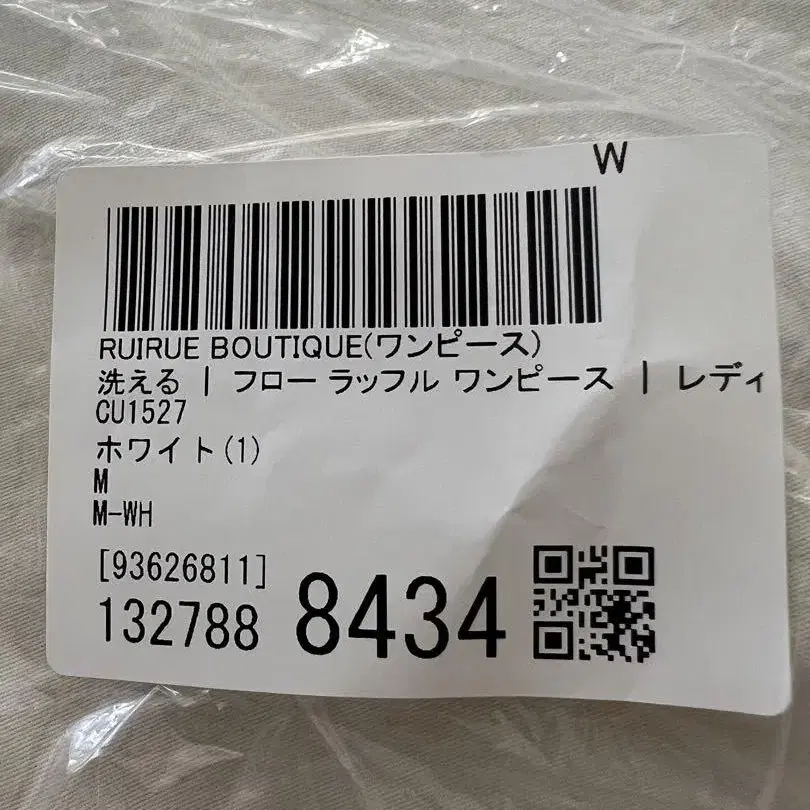 W
RUIRUE BOUTIQUE(ワンピース)
洗える | フロー ラッフル ワンピース | レディ
CU1527
ホワイト(1)
M
M-WH
[93626811]
132788 8434